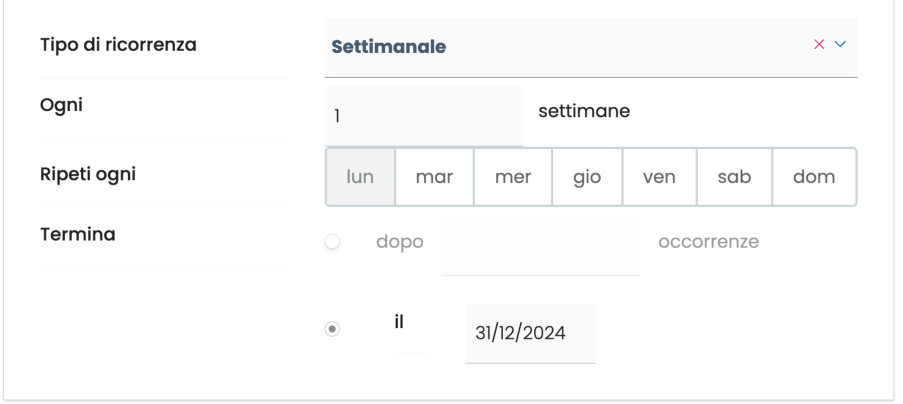 Tipo di ricorrenza Settimanale
Ogni 1 settimane
Ripeti ogni lun mar mer gio ven sab dom
Termina dopo occorrenze
il 31/12/2024